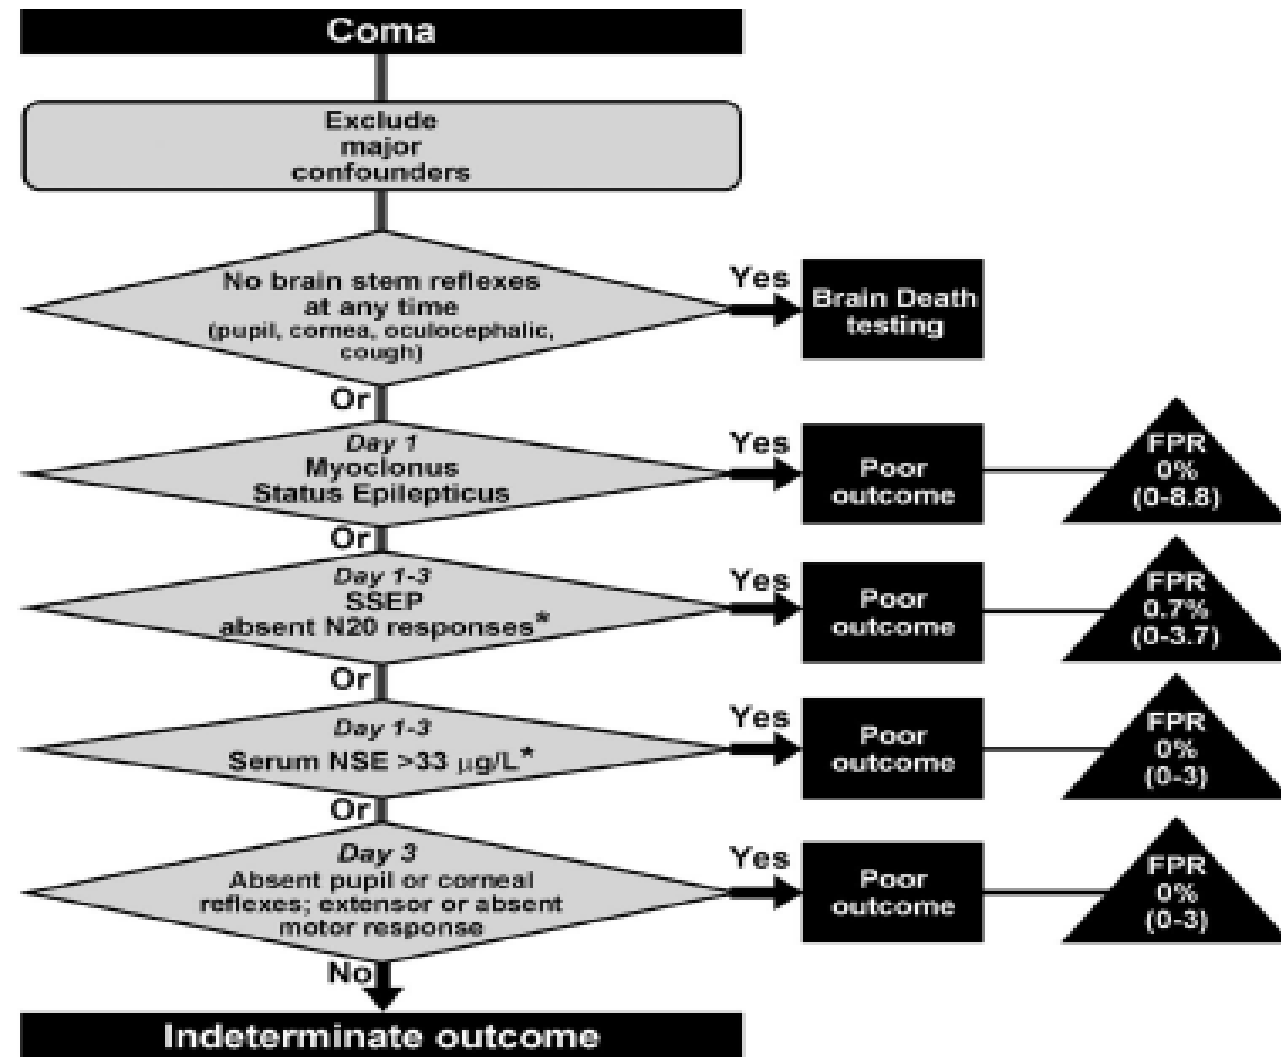 Coma
Exclude
major
confounders
No brain stem reflexes
at any time
(pupil, cornea, oculocephalic,
cough)
Yes
Brain Death
testing
Or
Day 1
Myoclonus
Status Epilepticus
Yes
Poor
outcome
FPR
0%
(0-8.8)
Or
Day 1-3
SSEP
absent N20 responses*
Yes
Poor
outcome
FPR
0.7%
(0-3.7)
Or
Day 1-3
Serum NSE >33 μg/L*
Yes
Poor
outcome
FPR
0%
(0-3)
Or
Day 3
Absent pupil or corneal
reflexes; extensor or absent
motor response
Yes
Poor
outcome
FPR
0%
(0-3)
No
Indeterminate outcome